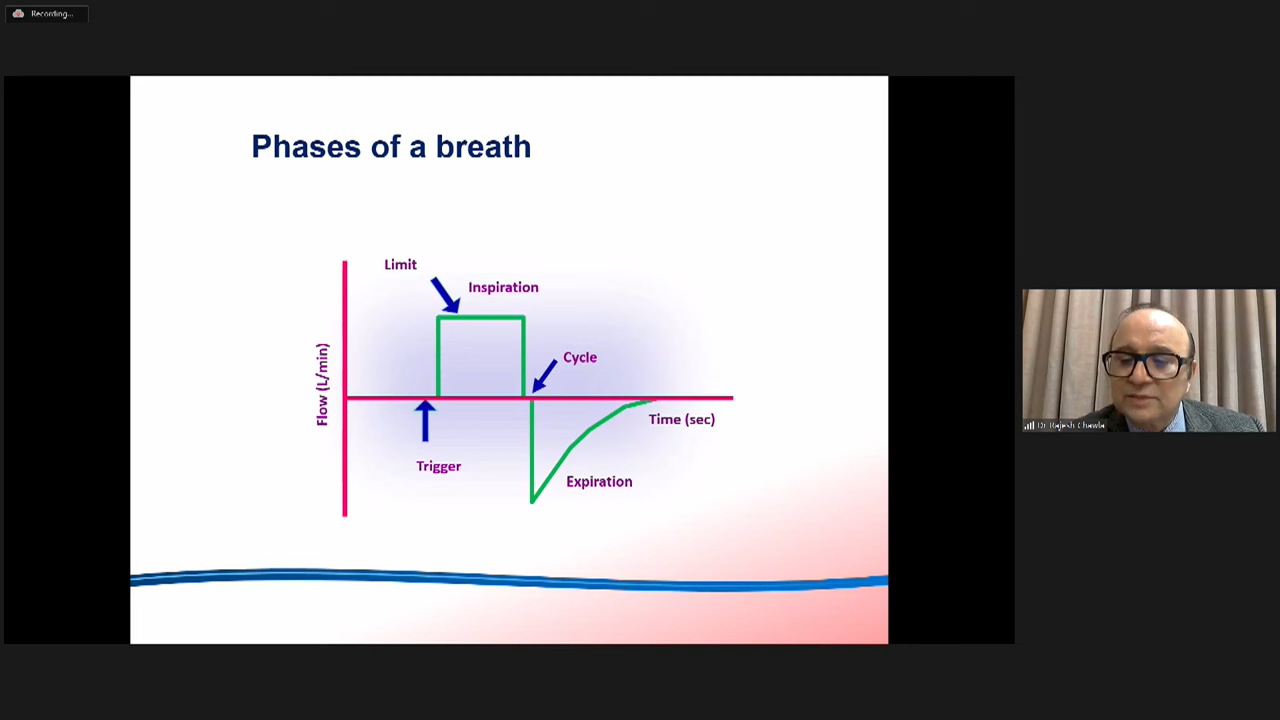 Recording...
Phases of a breath
Limit
Inspiration
Cycle
Flow (L/min)
Time (sec)
Trigger
Expiration
Dr Rajesh Chawla